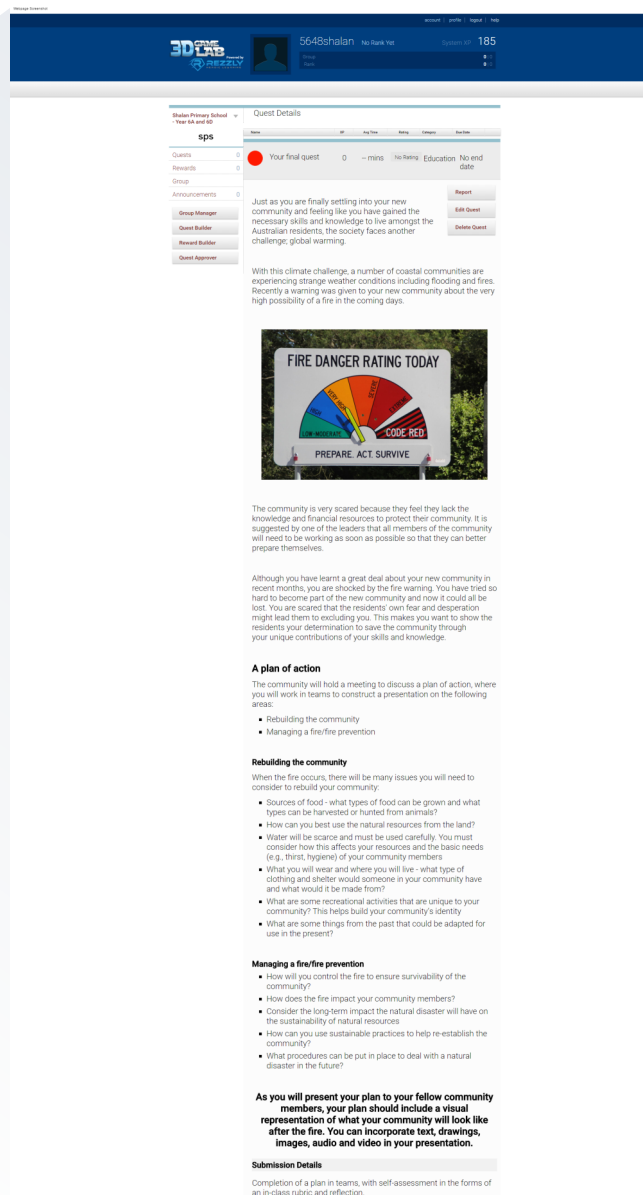 Webpage Screenshot
account | profile | logout | help
3D GAME LAB
Powered by
REZZLY
5648shalan No Rank Yet System XP 185
Group 0
Rank 0
Shalan Primary School - Year 6A and 6D
sps
Quests 0
Rewards 0
Group
Announcements 0
Group Manager
Quest Builder
Reward Builder
Quest Approver
Quest Details
Name XP Avg Time Rating Category Due Date
Your final quest 0 -- mins No Rating Education No end date
Report
Edit Quest
Delete Quest
Just as you are finally settling into your new
community and feeling like you have gained the
necessary skills and knowledge to live amongst the
Australian residents, the society faces another
challenge; global warming.
With this climate challenge, a number of coastal communities are
experiencing strange weather conditions including flooding and fires.
Recently a warning was given to your new community about the very
high possibility of a fire in the coming days.
FIRE DANGER RATING TODAY
LOW-MODERATE
HIGH
VERY HIGH
SEVERE
EXTREME
CODE RED
PREPARE. ACT. SURVIVE
The community is very scared because they feel they lack the
knowledge and financial resources to protect their community. It is
suggested by one of the leaders that all members of the community
will need to be working as soon as possible so that they can better
prepare themselves.
Although you have learnt a great deal about your new community in
recent months, you are shocked by the fire warning. You have tried so
hard to become part of the new community and now it could all be
lost. You are scared that the residents' own fear and desperation
might lead them to excluding you. This makes you want to show the
residents your determination to save the community through
your unique contributions of your skills and knowledge.
A plan of action
The community will hold a meeting to discuss a plan of action, where
you will work in teams to construct a presentation on the following
areas:
▪ Rebuilding the community
▪ Managing a fire/fire prevention
Rebuilding the community
When the fire occurs, there will be many issues you will need to
consider to rebuild your community:
▪ Sources of food - what types of food can be grown and what
types can be harvested or hunted from animals?
▪ How can you best use the natural resources from the land?
▪ Water will be scarce and must be used carefully. You must
consider how this affects your resources and the basic needs
(e.g., thirst, hygiene) of your community members
▪ What you will wear and where you will live - what type of
clothing and shelter would someone in your community have
and what would it be made from?
▪ What are some recreational activities that are unique to your
community? This helps build your community's identity
▪ What are some things from the past that could be adapted for
use in the present?
Managing a fire/fire prevention
▪ How will you control the fire to ensure survivability of the
community?
▪ How does the fire impact your community members?
▪ Consider the long-term impact the natural disaster will have on
the sustainability of natural resources
▪ How can you use sustainable practices to help re-establish the
community?
▪ What procedures can be put in place to deal with a natural
disaster in the future?
As you will present your plan to your fellow community
members, your plan should include a visual
representation of what your community will look like
after the fire. You can incorporate text, drawings,
images, audio and video in your presentation.
Submission Details
Completion of a plan in teams, with self-assessment in the forms of
an in-class rubric and reflection.